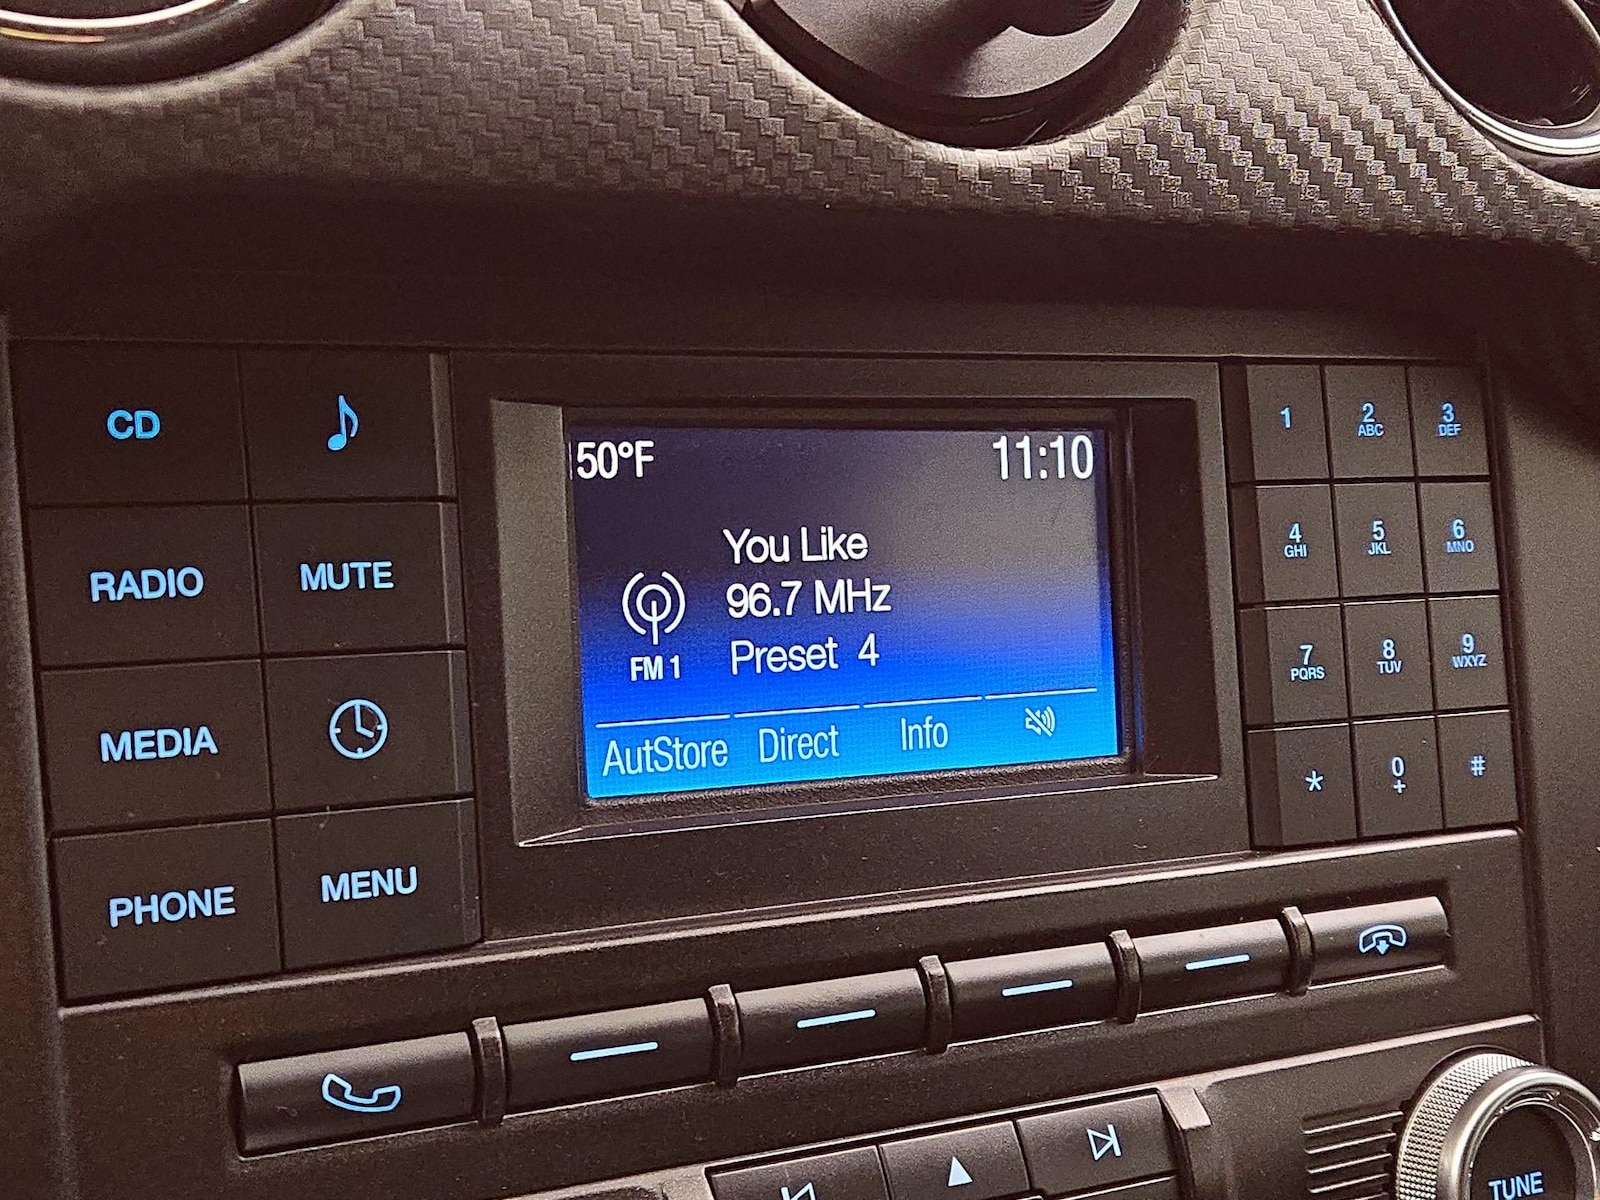 50°F
11:10
You Like
96.7 MHz
Preset 4
FM 1
AutStore
Direct
Info
CD
RADIO
MUTE
MEDIA
PHONE
MENU
1
2
ABC
3
DEF
4
GHI
5
JKL
6
MNO
7
PQRS
8
TUV
9
WXYZ
*
0
+
#
TUNE